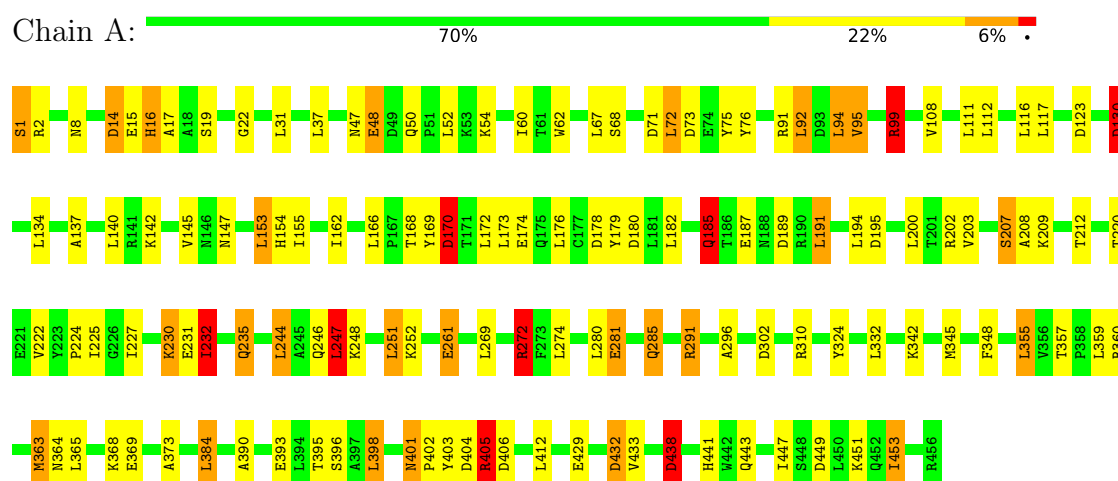 Chain A:
70% 22% 6% •
S1 R2 N8 D14 E15 H16 A17 A18 S19 G22 L31 L37 N47 E48 D49 Q50 P51 L52 K53 K54 I60 T61 W62 L67 S68 D71 L72 D73 E74 Y75 Y76 R91 L92 D93 L94 V95 R99 V108 L111 L112 L116 L117 D123
L134 A137 L140 R141 K142 V145 N146 N147 L153 H154 I155 I162 L166 P167 T168 Y169 D170 T171 L172 L173 E174 Q175 L176 C177 D178 Y179 D180 L181 L182 Q185 T186 E187 N188 D189 R190 L191 L194 D195 L200 T201 R202 V203 S207 A208 K209 T212
E221 V222 Y223 P224 I225 G226 I227 K230 E231 I232 Q235 L244 A245 Q246 L247 K248 L251 K252 E261 L269 R272 F273 L274 L280 E281 Q285 R291 A296 D302 R310 Y324 L332 K342 M345 F348 L355 V356 T357 P358 L359
M363 N364 L365 K368 E369 A373 L384 A390 E393 L394 T395 S396 A397 L398 N401 P402 Y403 D404 R405 D406 L412 E429 D432 V433 D438 H441 W442 Q443 I447 S448 D449 L450 K451 Q452 I453 R456